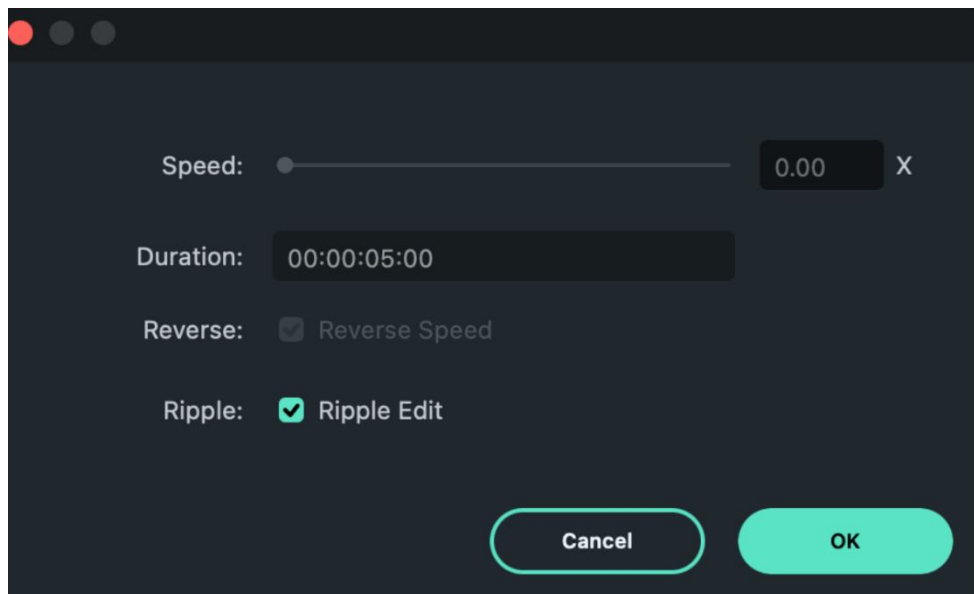 Speed: 0.00 X
Duration: 00:00:05:00
Reverse: Reverse Speed
Ripple: Ripple Edit
Cancel OK